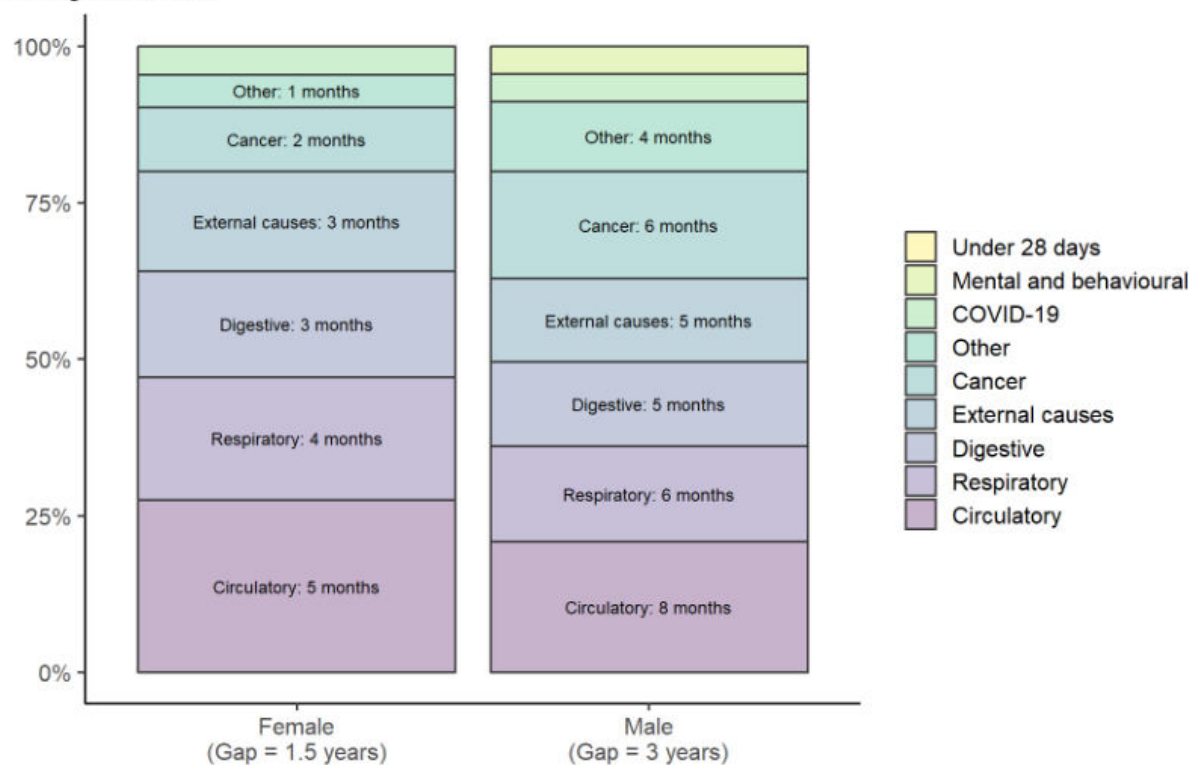 100%
75%
50%
25%
0%
Other: 1 months
Cancer: 2 months
External causes: 3 months
Digestive: 3 months
Respiratory: 4 months
Circulatory: 5 months
Other: 4 months
Cancer: 6 months
External causes: 5 months
Digestive: 5 months
Respiratory: 6 months
Circulatory: 8 months
Female
(Gap = 1.5 years)
Male
(Gap = 3 years)
Under 28 days
Mental and behavioural
COVID-19
Other
Cancer
External causes
Digestive
Respiratory
Circulatory